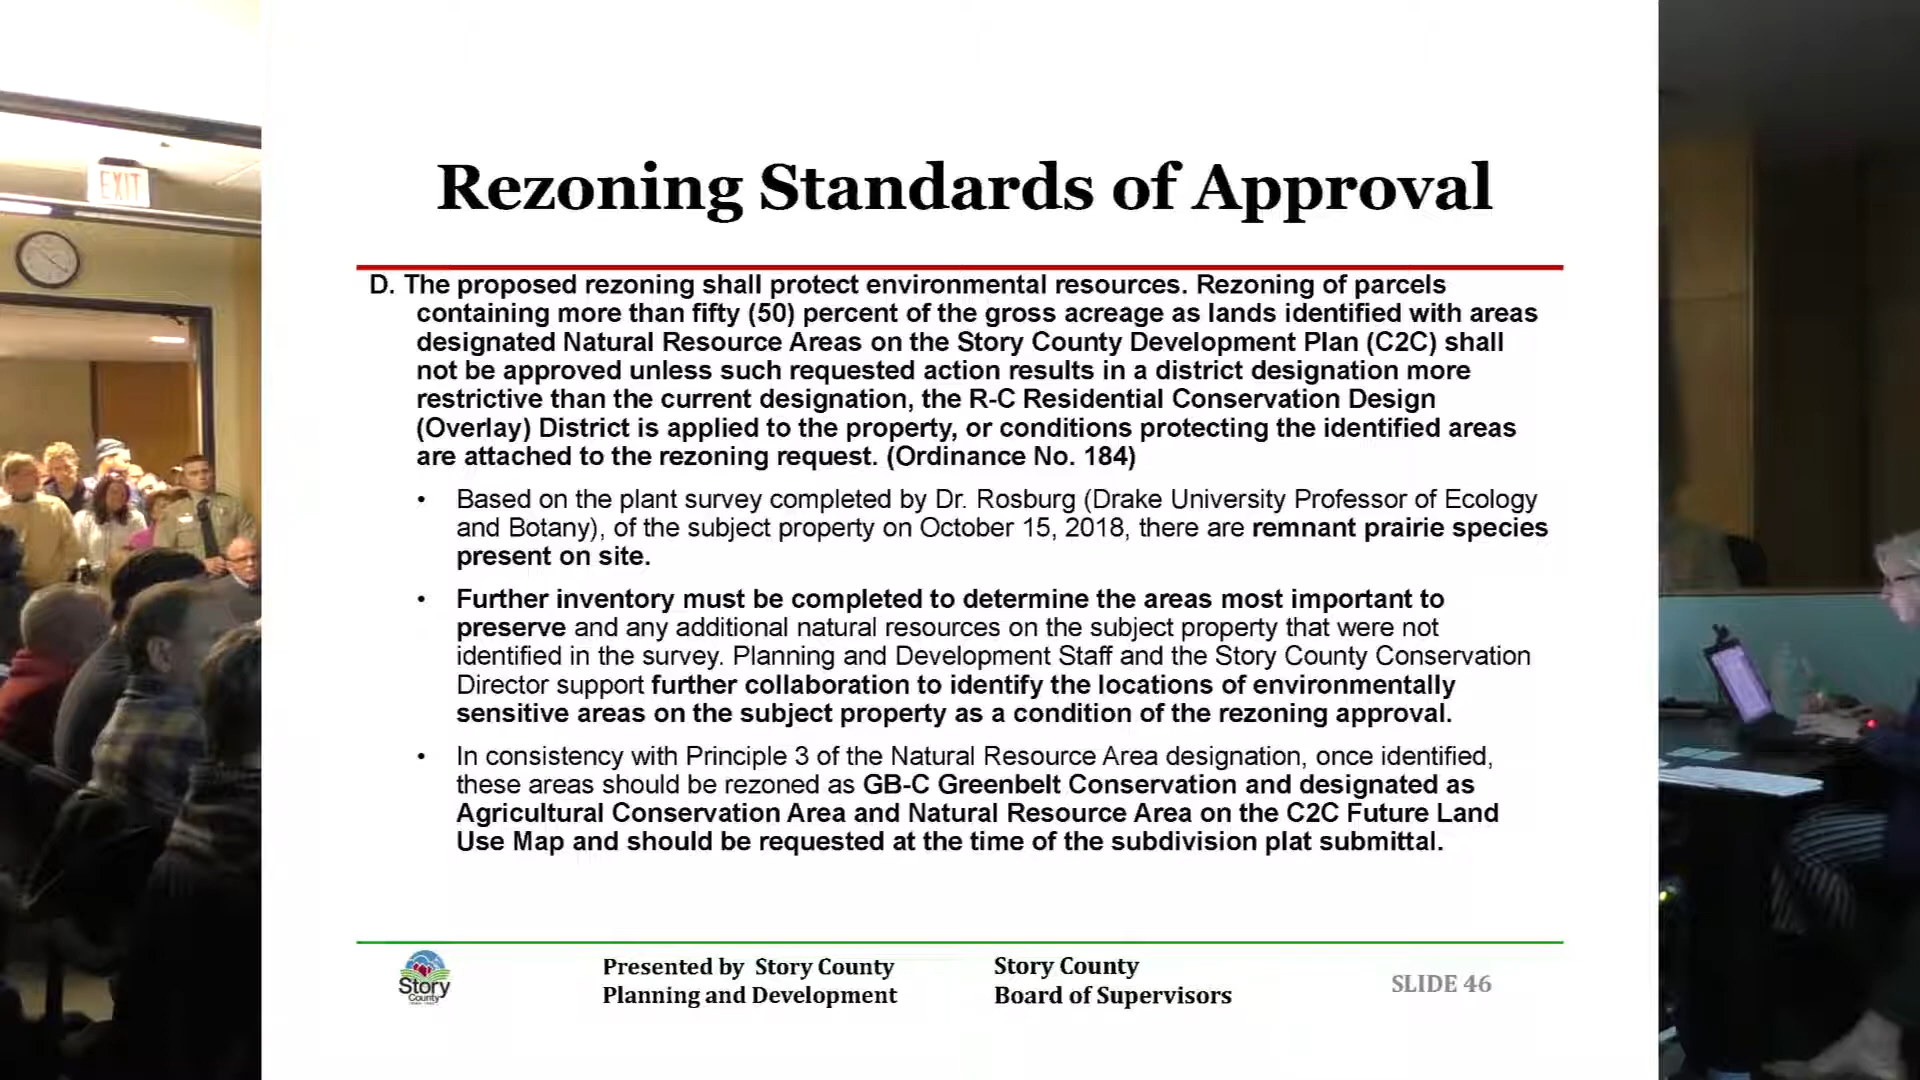 EXIT
Rezoning Standards of Approval
D. The proposed rezoning shall protect environmental resources. Rezoning of parcels
containing more than fifty (50) percent of the gross acreage as lands identified with areas
designated Natural Resource Areas on the Story County Development Plan (C2C) shall
not be approved unless such requested action results in a district designation more
restrictive than the current designation, the R-C Residential Conservation Design
(Overlay) District is applied to the property, or conditions protecting the identified areas
are attached to the rezoning request. (Ordinance No. 184)
• Based on the plant survey completed by Dr. Rosburg (Drake University Professor of Ecology
and Botany), of the subject property on October 15, 2018, there are remnant prairie species
present on site.
• Further inventory must be completed to determine the areas most important to
preserve and any additional natural resources on the subject property that were not
identified in the survey. Planning and Development Staff and the Story County Conservation
Director support further collaboration to identify the locations of environmentally
sensitive areas on the subject property as a condition of the rezoning approval.
• In consistency with Principle 3 of the Natural Resource Area designation, once identified,
these areas should be rezoned as GB-C Greenbelt Conservation and designated as
Agricultural Conservation Area and Natural Resource Area on the C2C Future Land
Use Map and should be requested at the time of the subdivision plat submittal.
Story
County
Presented by Story County
Planning and Development
Story County
Board of Supervisors
SLIDE 46